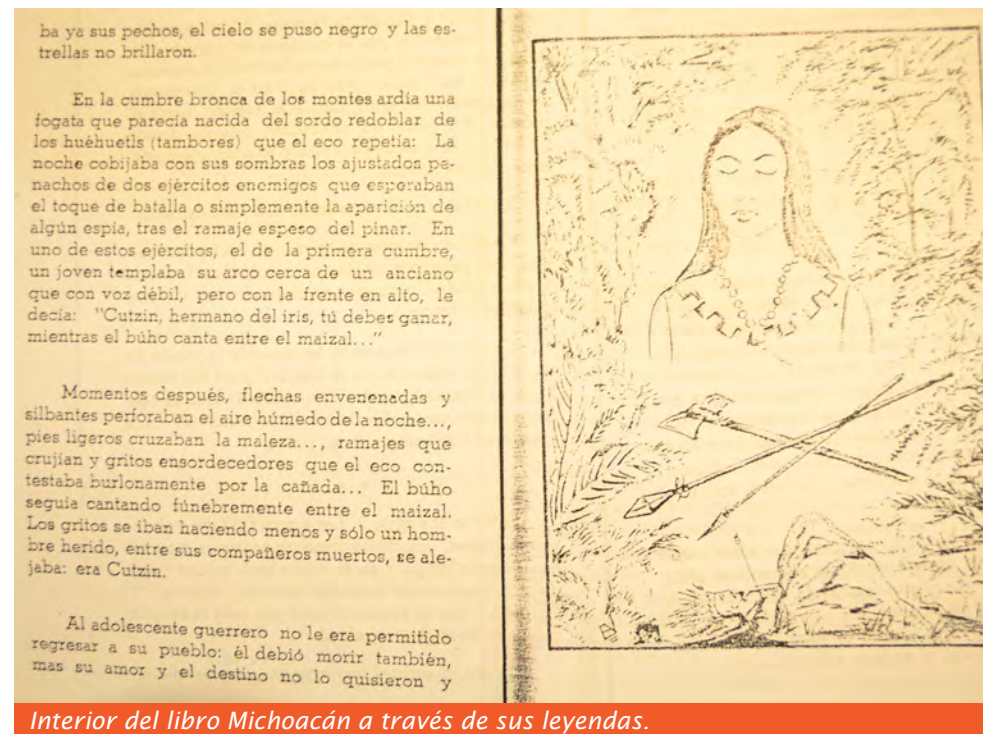 ba ya sus pechos, el cielo se puso negro y las es-
trellas no brillaron.
En la cumbre bronca de los montes ardía una
fogata que parecía nacida del sordo redoblar de
los huéhuetls (tambores) que el eco repetía: La
noche cobijaba con sus sombras los ajustados pe-
nachos de dos ejércitos enemigos que esperaban
el toque de batalla o simplemente la aparición de
algún espía, tras el ramaje espeso del pinar. En
uno de estos ejércitos, el de la primera cumbre,
un joven templaba su arco cerca de un anciano
que con voz débil, pero con la frente en alto, le
decía: "Cutzin, hermano del iris, tú debes ganar,
mientras el búho canta entre el maizal..."
Momentos después, flechas envenenadas y
silbantes perforaban el aire húmedo de la noche...,
pies ligeros cruzaban la maleza..., ramajes que
crujían y gritos ensordecedores que el eco con-
testaba burlonamente por la cañada... El búho
seguía cantando fúnebremente entre el maizal.
Los gritos se iban haciendo menos y sólo un hom-
bre herido, entre sus compañeros muertos, se ale-
jaba: era Cutzin.
Al adolescente guerrero no le era permitido
regresar a su pueblo: él debió morir también,
mas su amor y el destino no lo quisieron y
Interior del libro Michoacán a través de sus leyendas.